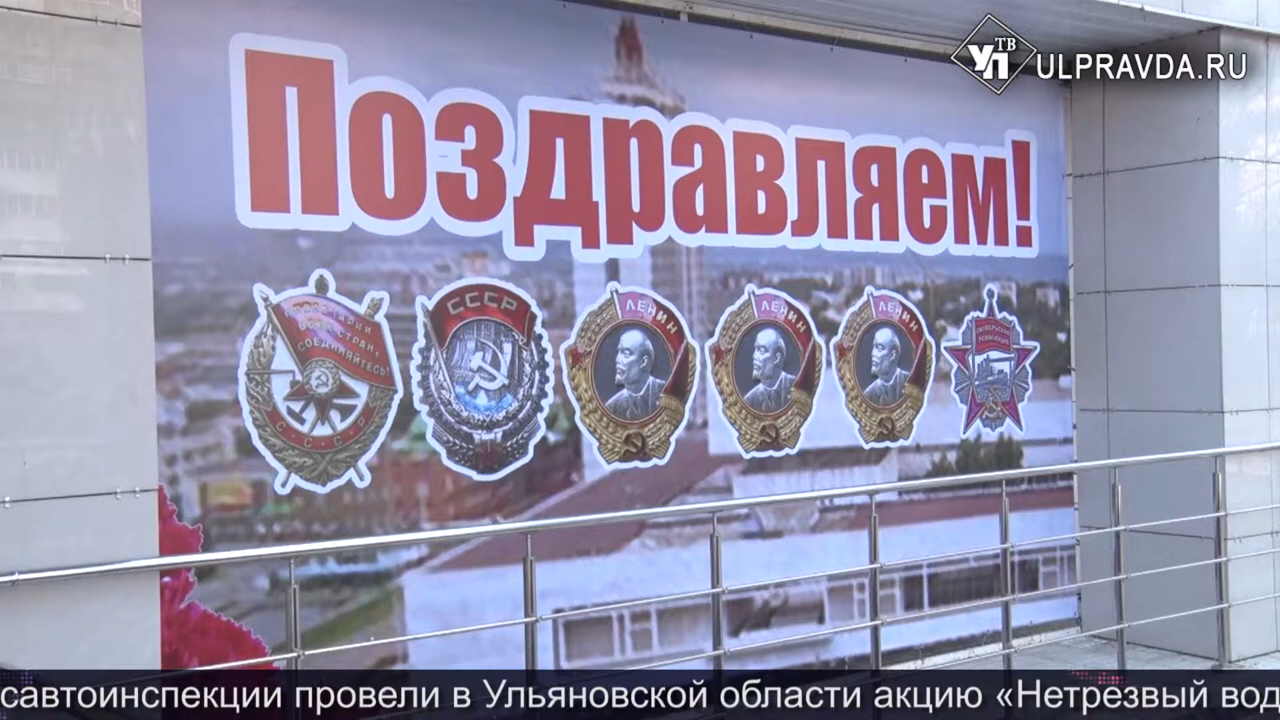 УП ТВ ULPRAVDA.RU
Поздравляем!
ПРОЛЕТАРИИ
ВСЕХ СТРАН,
СОЕДИНЯЙТЕСЬ!
СССР
СССР
ЛЕНИН
ЛЕНИН
ЛЕНИН
ОКТЯБРЬСКАЯ
РЕВОЛЮЦИЯ
савтоинспекции провели в Ульяновской области акцию «Нетрезвый вод